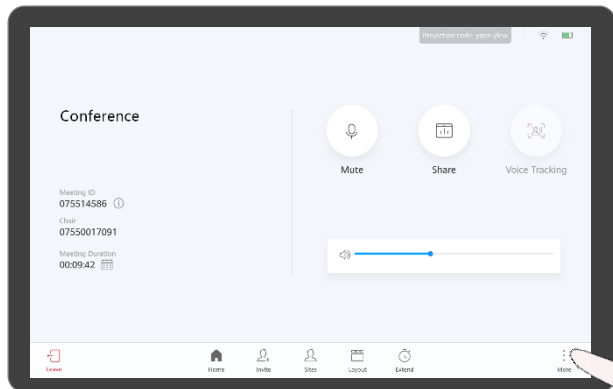 Projection code: yqnz-ylew
Conference
Mute
Share
Voice Tracking
Meeting ID
075514586
Chair
07550017091
Meeting Duration
00:09:42
Leave
Home
Invite
Sites
Layout
Extend
More